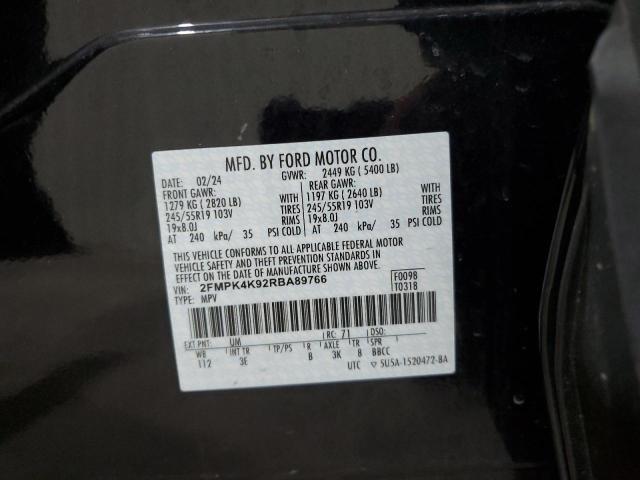 MFD. BY FORD MOTOR CO.
DATE: 02/24 GVWR: 2449 KG ( 5400 LB)
FRONT GAWR: REAR GAWR:
1279 KG ( 2820 LB) WITH 1197 KG ( 2640 LB) WITH
245/55R19 103V TIRES 245/55R19 103V TIRES
19x8.0J RIMS 19x8.0J RIMS
AT 240 kPa/ 35 PSI COLD AT 240 kPa/ 35 PSI COLD
THIS VEHICLE CONFORMS TO ALL APPLICABLE FEDERAL MOTOR
VEHICLE SAFETY AND THEFT PREVENTION STANDARDS IN
EFFECT ON THE DATE OF MANUFACTURE SHOWN ABOVE.
VIN: 2FMPK4K92RBA89766 F0098
TYPE: MPV T0318
EXT PNT: UM RC: 71 DSO:
WB INT TR TP/PS R AXLE TR SPR
112 3E B 3K 8 BBCC
UTC ▽ 5U5A-1520472-BA